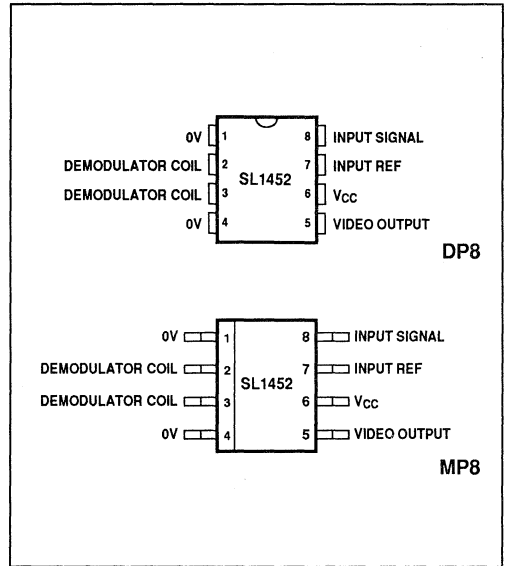 0V 1 8 INPUT SIGNAL
DEMODULATOR COIL 2 7 INPUT REF
SL1452
DEMODULATOR COIL 3 6 VCC
0V 4 5 VIDEO OUTPUT
DP8
0V 1 8 INPUT SIGNAL
DEMODULATOR COIL 2 7 INPUT REF
SL1452
DEMODULATOR COIL 3 6 VCC
0V 4 5 VIDEO OUTPUT
MP8